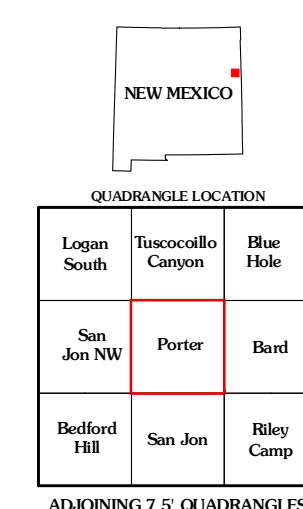 NEW MEXICO
QUADRANGLE LOCATION
Logan South
Tuscocoillo Canyon
Blue Hole
San Jon NW
Porter
Bard
Bedford Hill
San Jon
Riley Camp
ADJOINING 7.5' QUADRANGLES